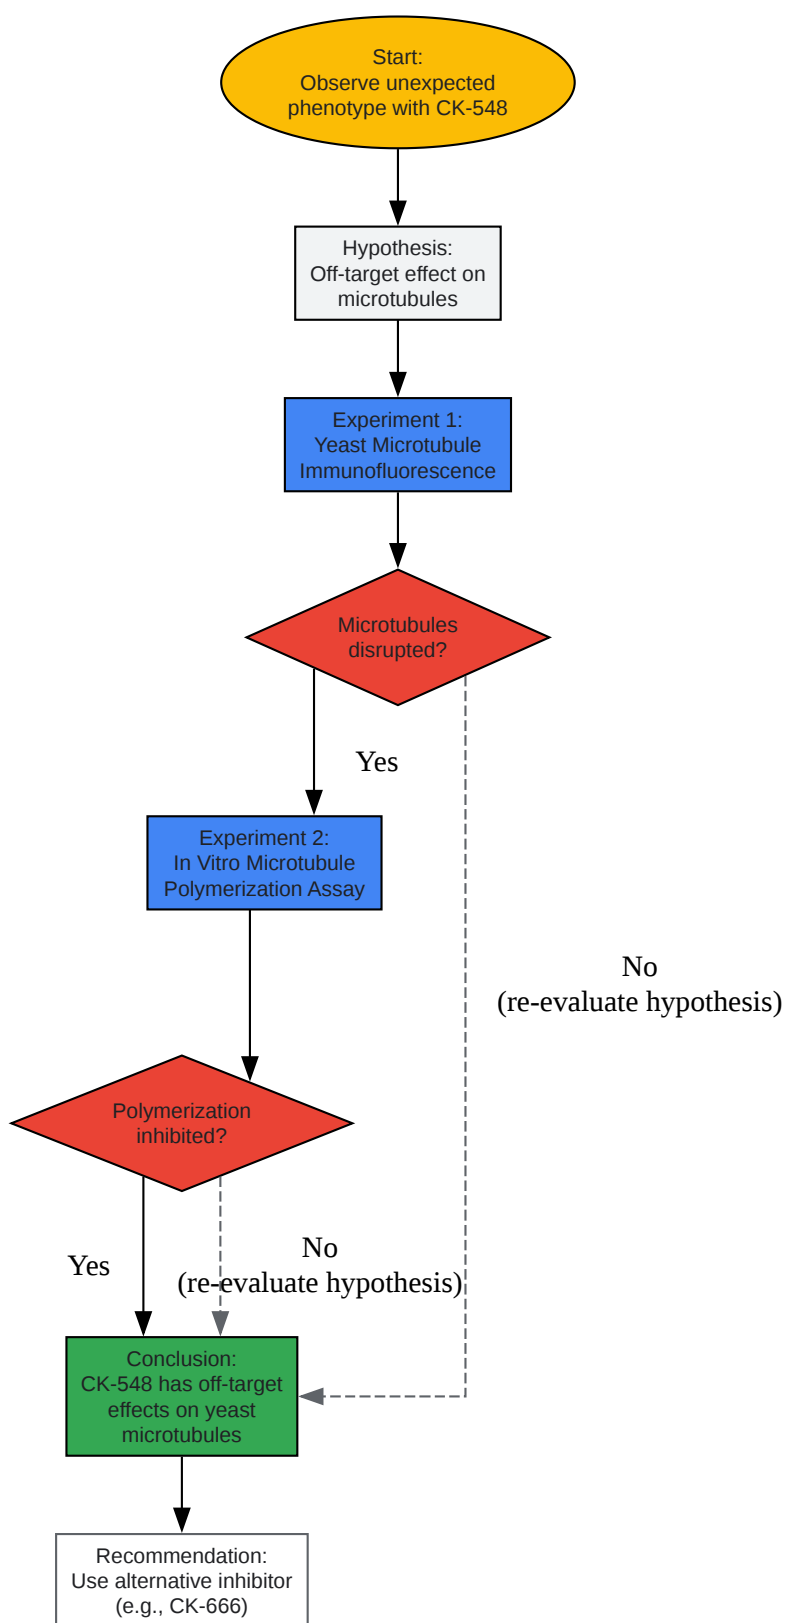 Start:
Observe unexpected
phenotype with CK-548
Hypothesis:
Off-target effect on
microtubules
Experiment 1:
Yeast Microtubule
Immunofluorescence
Microtubules
disrupted?
Yes
Experiment 2:
In Vitro Microtubule
Polymerization Assay
No
(re-evaluate hypothesis)
Polymerization
inhibited?
Yes
No
(re-evaluate hypothesis)
Conclusion:
CK-548 has off-target
effects on yeast
microtubules
Recommendation:
Use alternative inhibitor
(e.g., CK-666)